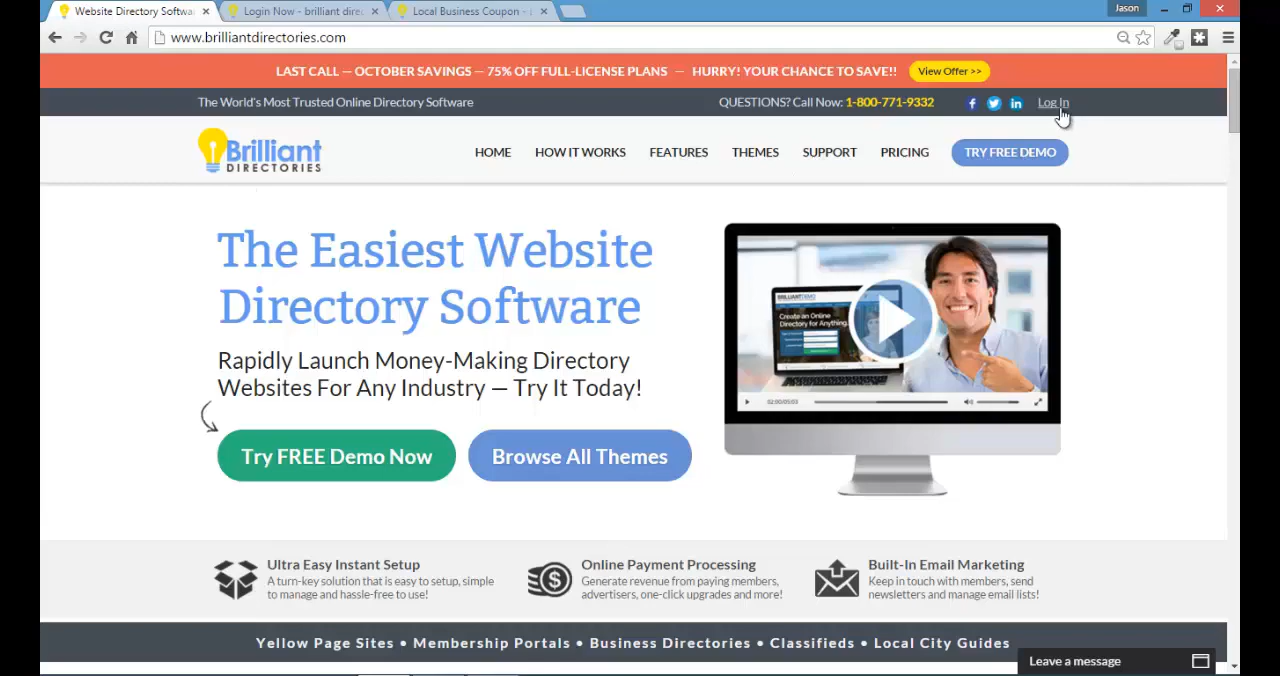 Website Directory Softwa
Login Now - brilliant direc
Local Business Coupon -
Jason
www.brilliantdirectories.com
LAST CALL — OCTOBER SAVINGS — 75% OFF FULL-LICENSE PLANS — HURRY! YOUR CHANCE TO SAVE!!
View Offer >>
The World's Most Trusted Online Directory Software
QUESTIONS? Call Now: 1-800-771-9332
Log In
Brilliant
DIRECTORIES
HOME
HOW IT WORKS
FEATURES
THEMES
SUPPORT
PRICING
TRY FREE DEMO
The Easiest Website
Directory Software
Rapidly Launch Money-Making Directory
Websites For Any Industry — Try It Today!
Try FREE Demo Now
Browse All Themes
Create an Online
Directory for Anything.
Ultra Easy Instant Setup
A turn-key solution that is easy to setup, simple
to manage and hassle-free to use!
Online Payment Processing
Generate revenue from paying members,
advertisers, one-click upgrades and more!
Built-In Email Marketing
Keep in touch with members, send
newsletters and manage email lists!
Yellow Page Sites • Membership Portals • Business Directories • Classifieds • Local City Guides
Leave a message